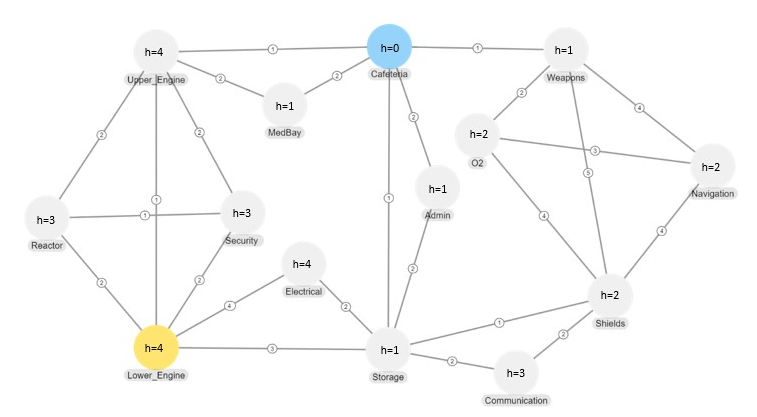 h=4
1
h=0
1
h=1
Upper_Engine
Cafeteria
Weapons
2
2
2
4
h=1
MedBay
2
2
2
h=2
O2
3
h=2
Navigation
5
h=1
Admin
1
1
h=3
Reactor
1
h=3
Security
4
4
h=4
Electrical
2
2
2
4
2
h=2
Shields
1
h=4
Lower_Engine
3
h=1
Storage
2
2
h=3
Communication